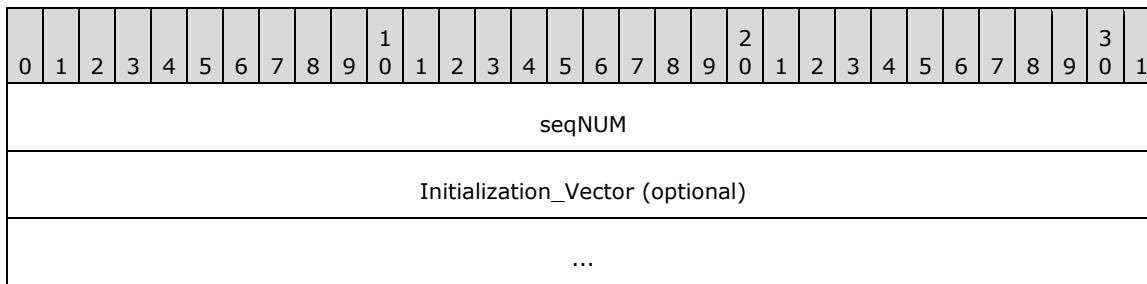 1 2 3
0 1 2 3 4 5 6 7 8 9 0 1 2 3 4 5 6 7 8 9 0 1 2 3 4 5 6 7 8 9 0 1
seqNUM
Initialization_Vector (optional)
...